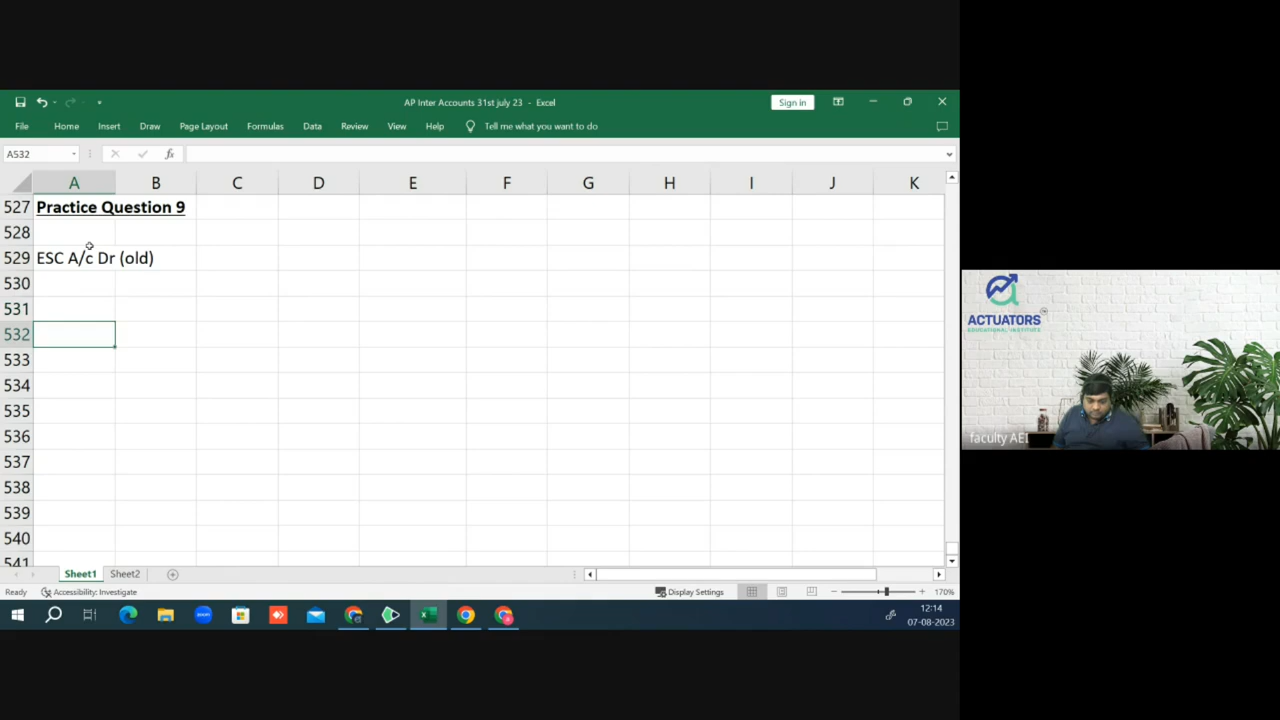 AP Inter Accounts 31st july 23 - Excel
Sign in
File Home Insert Draw Page Layout Formulas Data Review View Help Tell me what you want to do
A532 fx
A B C D E F G H I J K
527 Practice Question 9
528
529 ESC A/c Dr (old)
530
531
532
533
534
535
536
537
538
539
540
541
ACTUATORS
EDUCATIONAL INSTITUTE
faculty AEI
Sheet1 Sheet2
Ready Accessibility: Investigate Display Settings 170%
zoom
12:14
07-08-2023